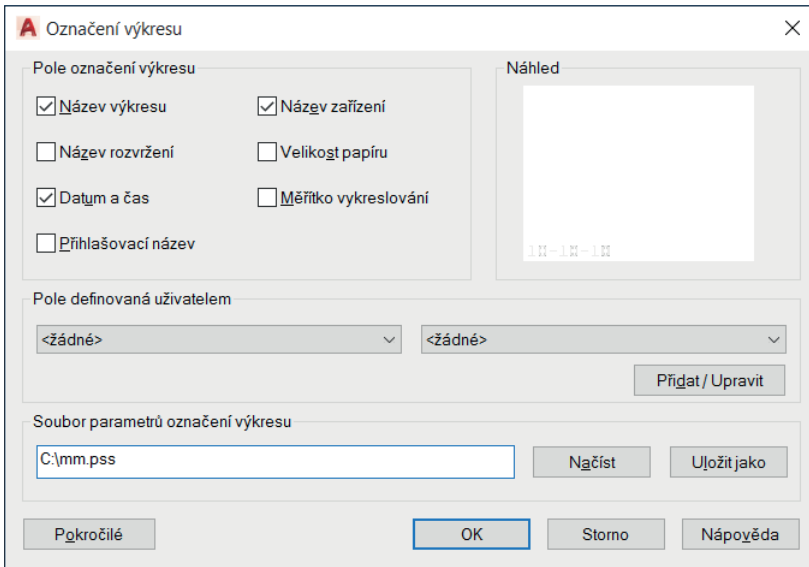 Označení výkresu
Pole označení výkresu
Název výkresu
Název zařízení
Název rozvržení
Velikost papíru
Datum a čas
Měřítko vykreslování
Přihlašovací název
Náhled
Pole definovaná uživatelem
<žádné>
<žádné>
Přidat / Upravit
Soubor parametrů označení výkresu
C:\mm.pss
Načíst
Uložit jako
Pokročilé
OK
Storno
Nápověda